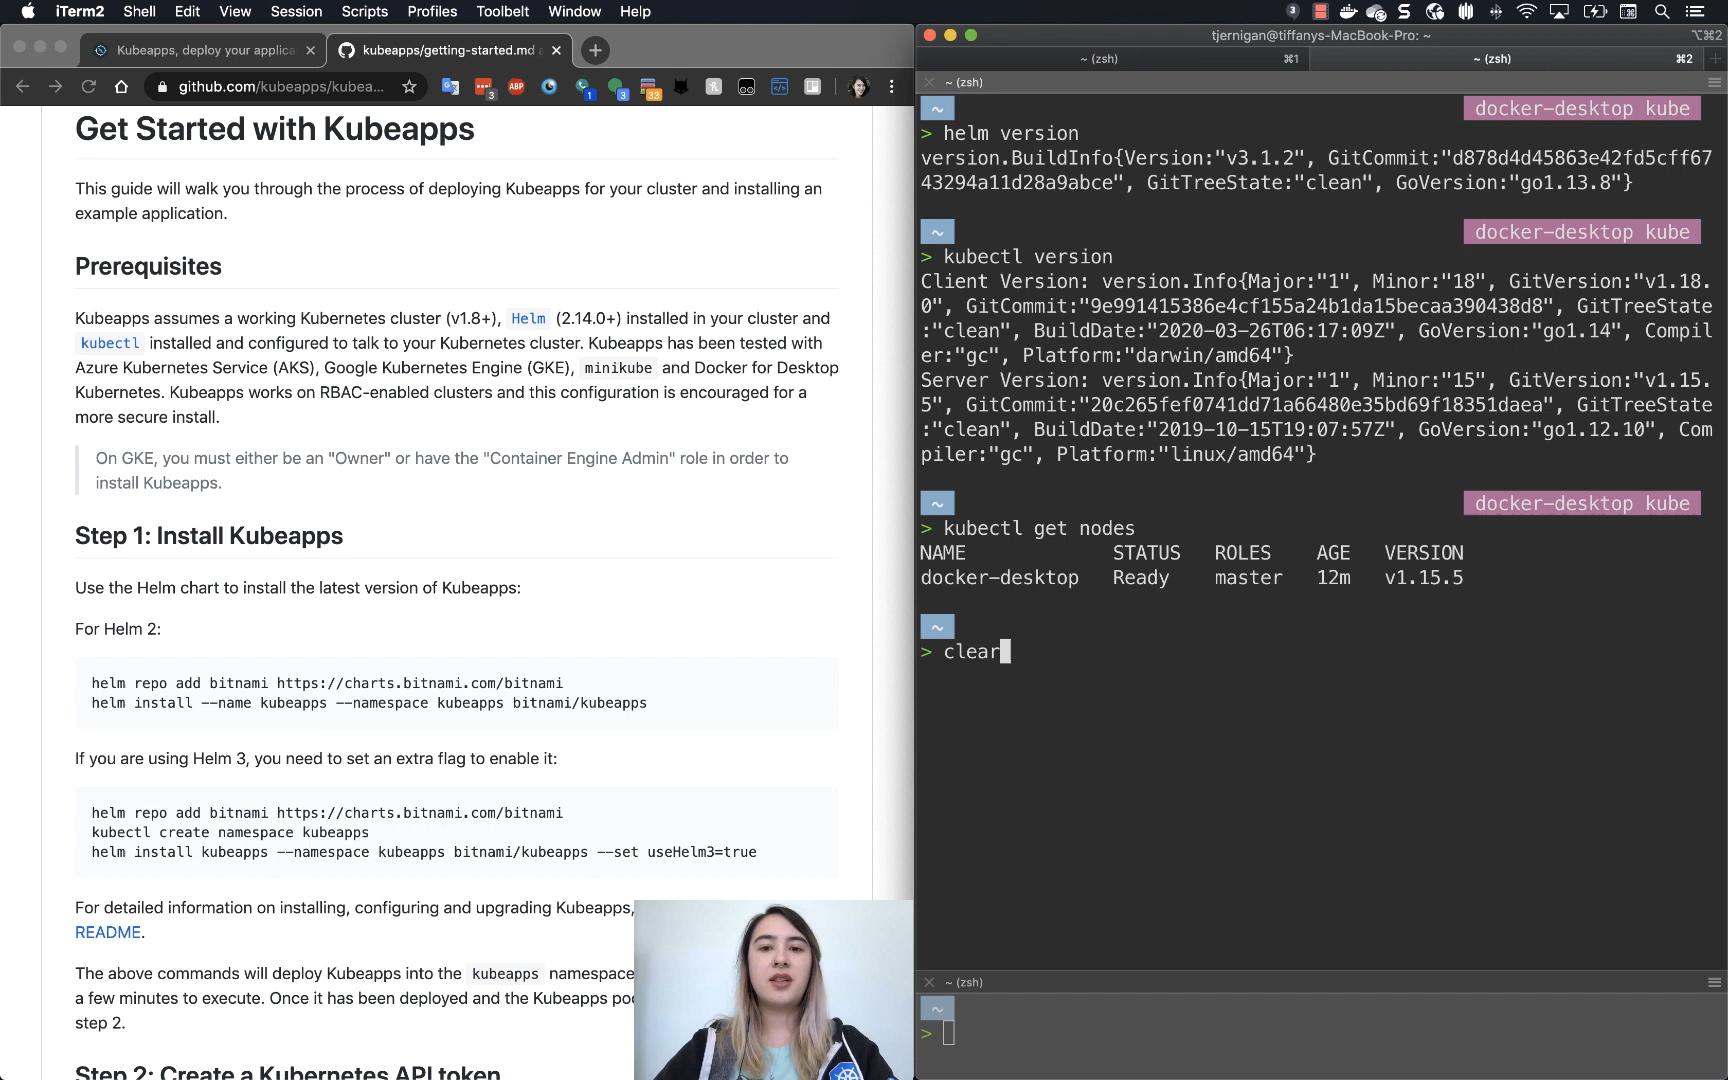 iTerm2 Shell Edit View Session Scripts Profiles Toolbelt Window Help
3
Kubeapps, deploy your applica
kubeapps/getting-started.md a
github.com/kubeapps/kubea...
3
ABP
1
3
33
Get Started with Kubeapps
This guide will walk you through the process of deploying Kubeapps for your cluster and installing an
example application.
Prerequisites
Kubeapps assumes a working Kubernetes cluster (v1.8+), Helm (2.14.0+) installed in your cluster and
kubectl installed and configured to talk to your Kubernetes cluster. Kubeapps has been tested with
Azure Kubernetes Service (AKS), Google Kubernetes Engine (GKE), minikube and Docker for Desktop
Kubernetes. Kubeapps works on RBAC-enabled clusters and this configuration is encouraged for a
more secure install.
On GKE, you must either be an "Owner" or have the "Container Engine Admin" role in order to
install Kubeapps.
Step 1: Install Kubeapps
Use the Helm chart to install the latest version of Kubeapps:
For Helm 2:
helm repo add bitnami https://charts.bitnami.com/bitnami
helm install --name kubeapps --namespace kubeapps bitnami/kubeapps
If you are using Helm 3, you need to set an extra flag to enable it:
helm repo add bitnami https://charts.bitnami.com/bitnami
kubectl create namespace kubeapps
helm install kubeapps --namespace kubeapps bitnami/kubeapps --set useHelm3=true
For detailed information on installing, configuring and upgrading Kubeapps,
README.
The above commands will deploy Kubeapps into the kubeapps namespace
a few minutes to execute. Once it has been deployed and the Kubeapps po
step 2.
Step 2: Create a Kubernetes API token
tjernigan@tiffanys-MacBook-Pro: ~
⌥⌘2
~ (zsh) ⌘1
~ (zsh) ⌘2
~ (zsh)
~ docker-desktop kube
> helm version
version.BuildInfo{Version:"v3.1.2", GitCommit:"d878d4d45863e42fd5cff67
43294a11d28a9abce", GitTreeState:"clean", GoVersion:"go1.13.8"}
~ docker-desktop kube
> kubectl version
Client Version: version.Info{Major:"1", Minor:"18", GitVersion:"v1.18.
0", GitCommit:"9e991415386e4cf155a24b1da15becaa390438d8", GitTreeState
:"clean", BuildDate:"2020-03-26T06:17:09Z", GoVersion:"go1.14", Compil
er:"gc", Platform:"darwin/amd64"}
Server Version: version.Info{Major:"1", Minor:"15", GitVersion:"v1.15.
5", GitCommit:"20c265fef0741dd71a66480e35bd69f18351daea", GitTreeState
:"clean", BuildDate:"2019-10-15T19:07:57Z", GoVersion:"go1.12.10", Com
piler:"gc", Platform:"linux/amd64"}
~ docker-desktop kube
> kubectl get nodes
NAME STATUS ROLES AGE VERSION
docker-desktop Ready master 12m v1.15.5
~
> clear
~ (zsh)
~
>